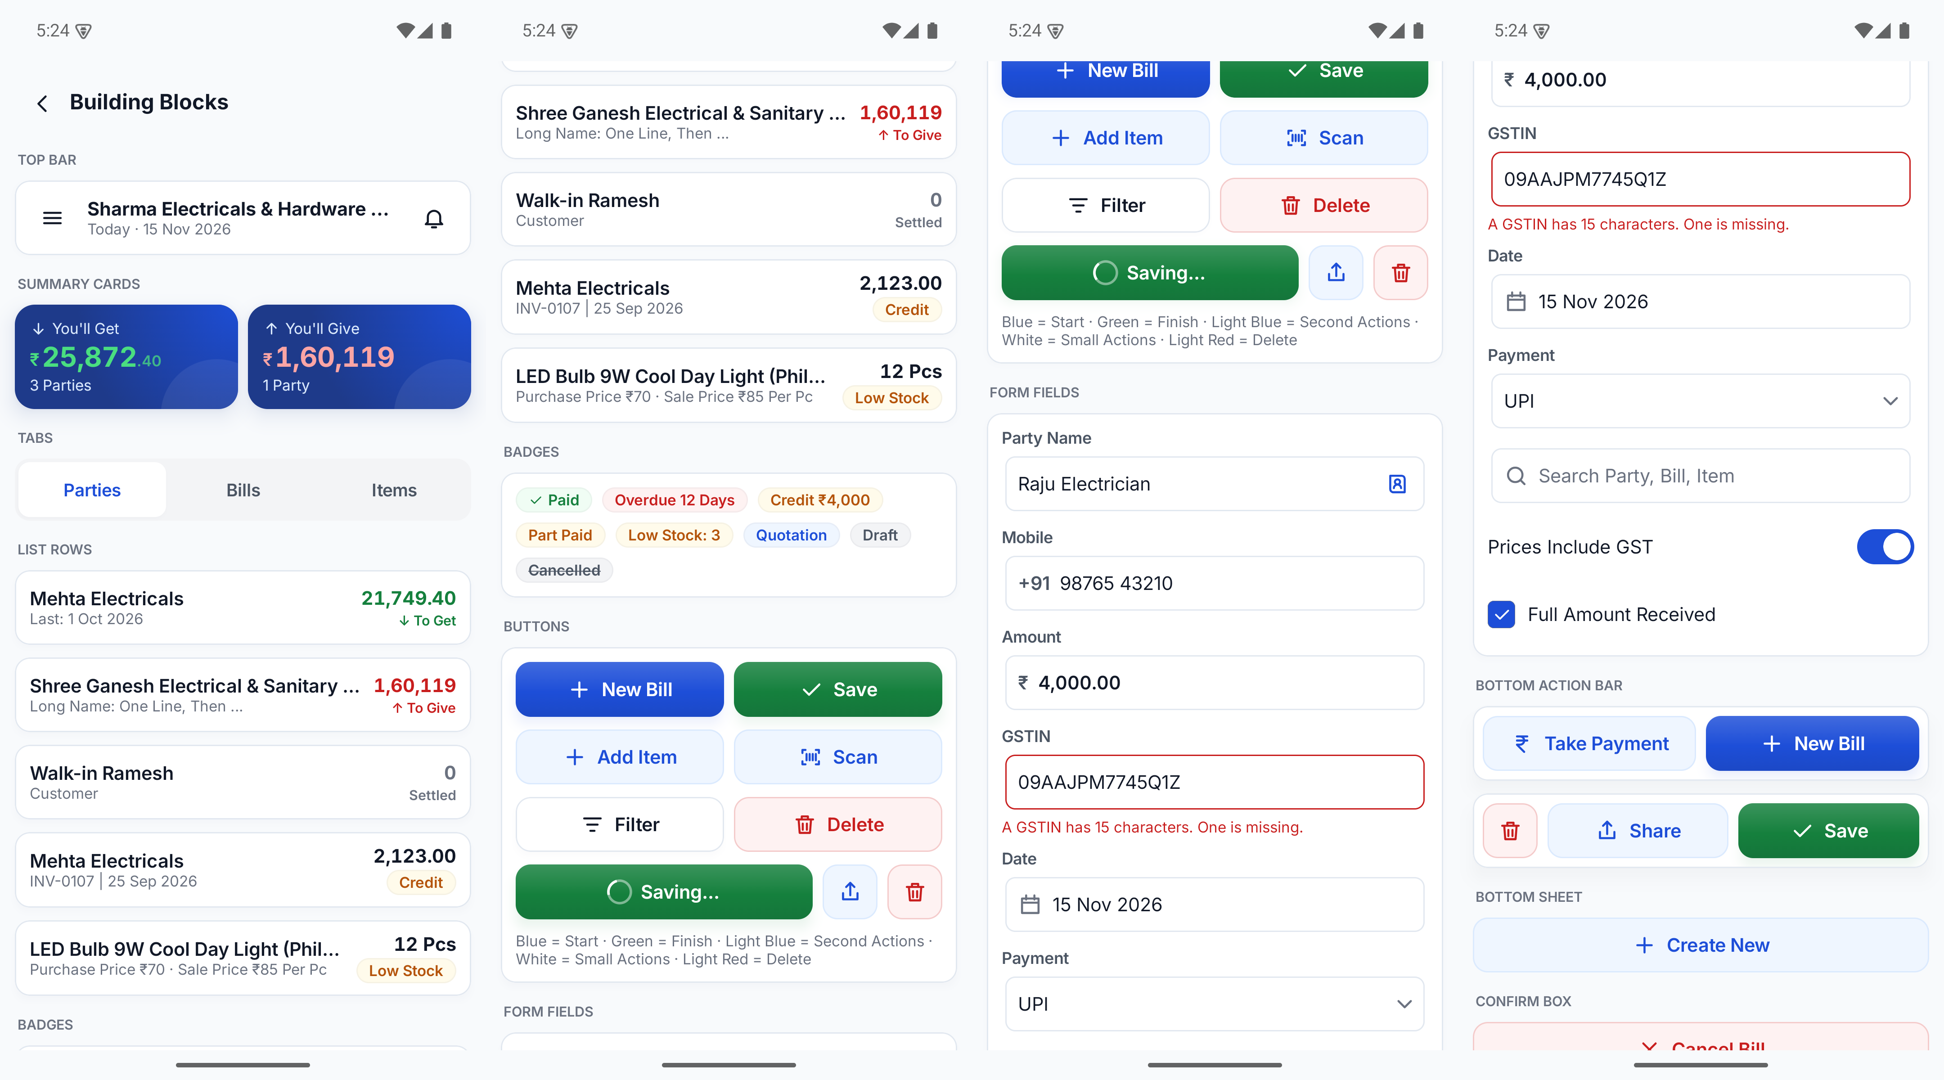 5:24
Building Blocks
TOP BAR
Sharma Electricals & Hardware ...
Today · 15 Nov 2026
SUMMARY CARDS
↓ You'll Get
₹25,872.40
3 Parties
↑ You'll Give
₹1,60,119
1 Party
TABS
Parties
Bills
Items
LIST ROWS
Mehta Electricals
21,749.40
Last: 1 Oct 2026
↓ To Get
Shree Ganesh Electrical & Sanitary ...
1,60,119
Long Name: One Line, Then ...
↑ To Give
Walk-in Ramesh
0
Customer
Settled
Mehta Electricals
2,123.00
INV-0107 | 25 Sep 2026
Credit
LED Bulb 9W Cool Day Light (Phil...
12 Pcs
Purchase Price ₹70 · Sale Price ₹85 Per Pc
Low Stock
BADGES
5:24
Shree Ganesh Electrical & Sanitary ...
1,60,119
Long Name: One Line, Then ...
↑ To Give
Walk-in Ramesh
0
Customer
Settled
Mehta Electricals
2,123.00
INV-0107 | 25 Sep 2026
Credit
LED Bulb 9W Cool Day Light (Phil...
12 Pcs
Purchase Price ₹70 · Sale Price ₹85 Per Pc
Low Stock
BADGES
Paid
Overdue 12 Days
Credit ₹4,000
Part Paid
Low Stock: 3
Quotation
Draft
Cancelled
BUTTONS
New Bill
Save
Add Item
Scan
Filter
Delete
Saving...
Blue = Start · Green = Finish · Light Blue = Second Actions ·
White = Small Actions · Light Red = Delete
FORM FIELDS
5:24
New Bill
Save
Add Item
Scan
Filter
Delete
Saving...
Blue = Start · Green = Finish · Light Blue = Second Actions ·
White = Small Actions · Light Red = Delete
FORM FIELDS
Party Name
Raju Electrician
Mobile
+91 98765 43210
Amount
₹ 4,000.00
GSTIN
09AAJPM7745Q1Z
A GSTIN has 15 characters. One is missing.
Date
15 Nov 2026
Payment
UPI
5:24
₹ 4,000.00
GSTIN
09AAJPM7745Q1Z
A GSTIN has 15 characters. One is missing.
Date
15 Nov 2026
Payment
UPI
Search Party, Bill, Item
Prices Include GST
Full Amount Received
BOTTOM ACTION BAR
₹ Take Payment
New Bill
Share
Save
BOTTOM SHEET
Create New
CONFIRM BOX
Cancel Bill